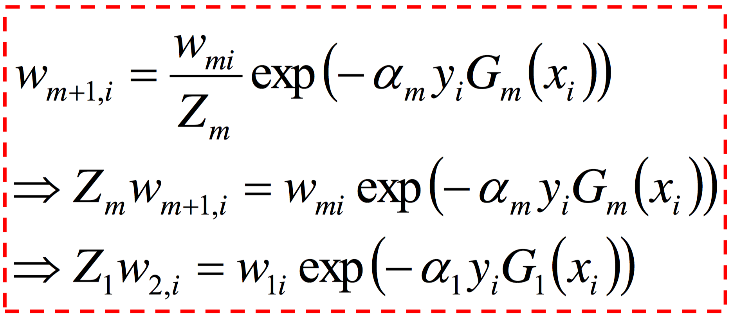 w_{m+1,i} = \frac{w_{mi}}{Z_m} \exp(-\alpha_m y_i G_m(x_i))
\Rightarrow Z_m w_{m+1,i} = w_{mi} \exp(-\alpha_m y_i G_m(x_i))
\Rightarrow Z_1 w_{2,i} = w_{1i} \exp(-\alpha_1 y_i G_1(x_i))